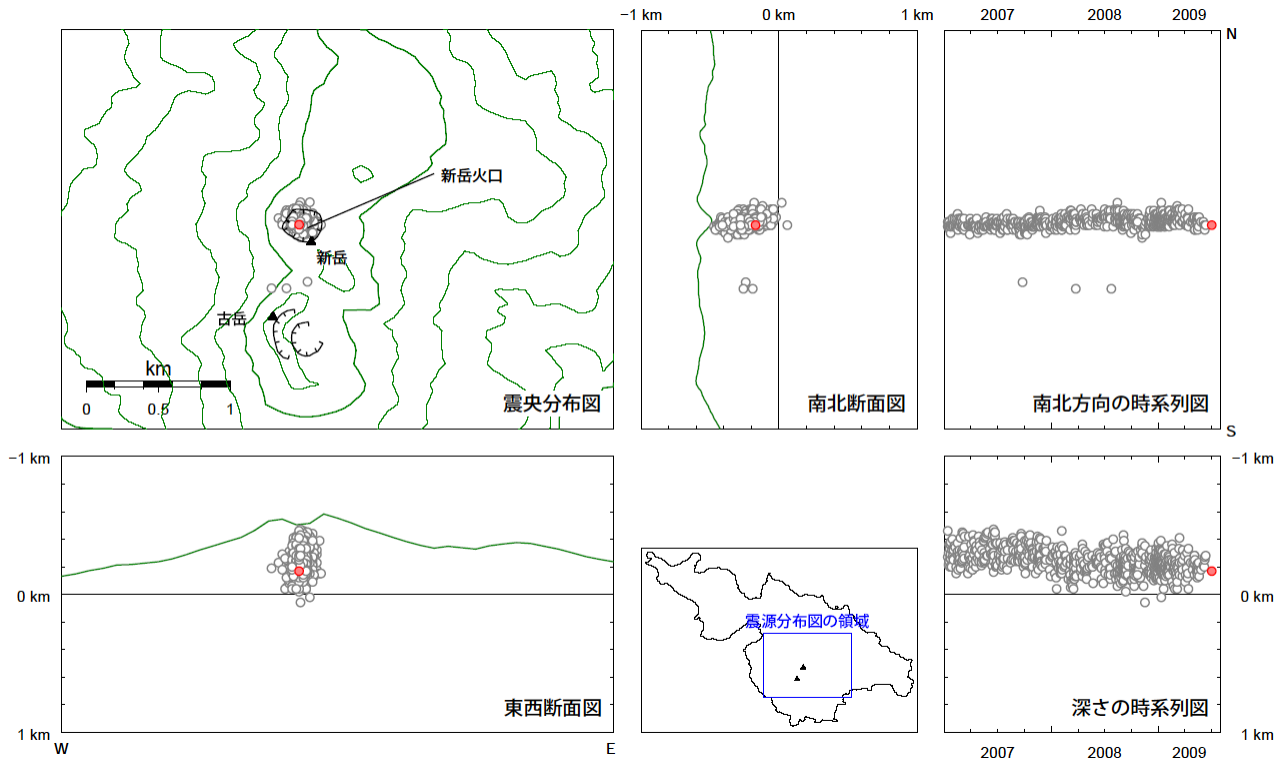 −1 km 0 km 1 km
2007 2008 2009
N
新岳火口
新岳
古岳
km
0 0.5 1
震央分布図
南北断面図
南北方向の時系列図
S
−1 km
0 km
1 km
W E
東西断面図
震源分布図の領域
−1 km
0 km
1 km
深さの時系列図
2007 2008 2009